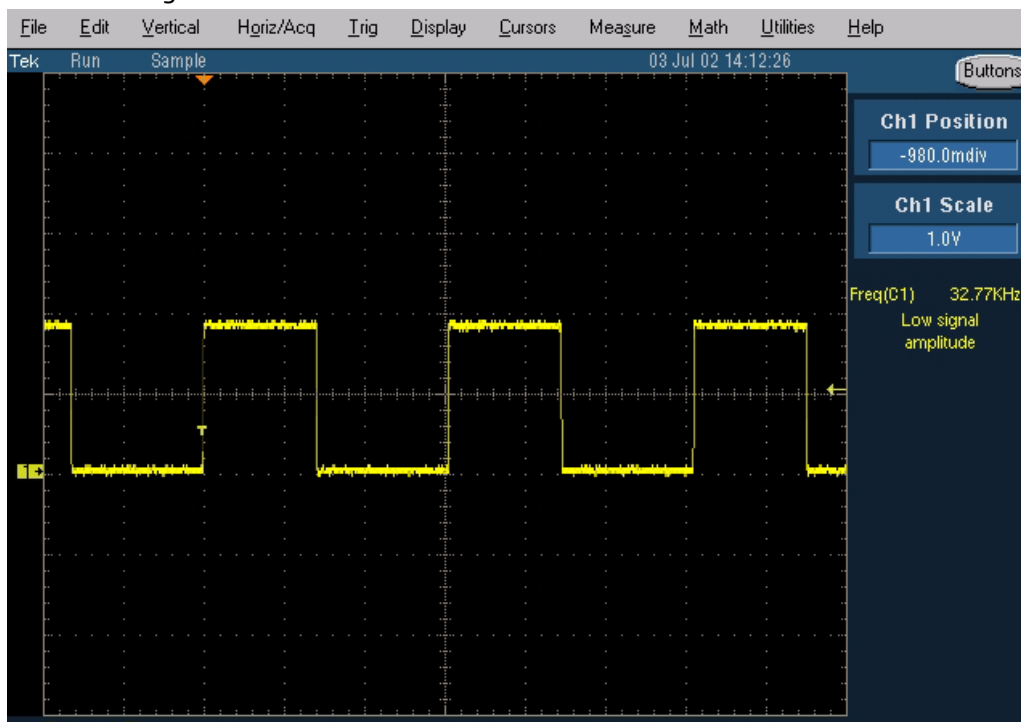 File Edit Vertical Horiz/Acq Trig Display Cursors Measure Math Utilities Help
Tek Run Sample 03 Jul 02 14:12:26 Buttons
Ch1 Position
-980.0mdiv
Ch1 Scale
1.0V
Freq(C1) 32.77KHz
Low signal
amplitude
T
1